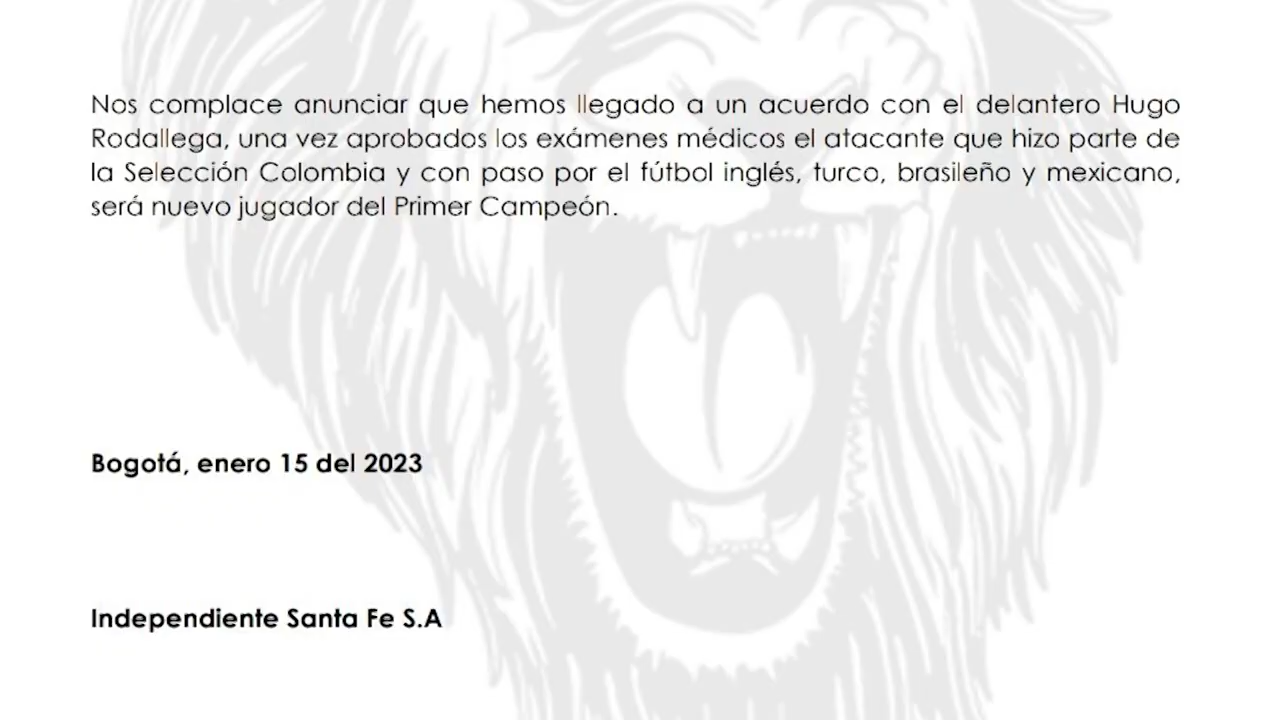 Nos complace anunciar que hemos llegado a un acuerdo con el delantero Hugo
Rodallega, una vez aprobados los exámenes médicos el atacante que hizo parte de
la Selección Colombia y con paso por el fútbol inglés, turco, brasileño y mexicano,
será nuevo jugador del Primer Campeón.
Bogotá, enero 15 del 2023
Independiente Santa Fe S.A